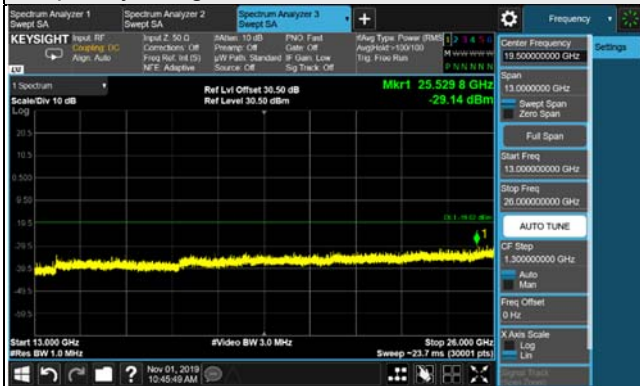 Spectrum Analyzer 1
Swept SA
Spectrum Analyzer 2
Swept SA
Spectrum Analyzer 3
Swept SA
Frequency
KEYSIGHT
Input: RF
Coupling: DC
Align: Auto
Input Z: 50 Ω
Corrections: Off
Freq Ref: Int (S)
NFE: Adaptive
#Atten: 10 dB
Preamp: Off
µW Path: Standard
Source: Off
PNO: Fast
Gate: Off
IF Gain: Low
Sig Track: Off
#Avg Type: Power (RMS)
Avg|Hold:>100/100
Trig: Free Run
1 2 3 4 5 6
M W W W W W
P N N N N N
LXI
1 Spectrum
Scale/Div 10 dB
Log
Ref Lvl Offset 30.50 dB
Ref Level 30.50 dBm
Mkr1 25.529 8 GHz
-29.14 dBm
20.5
10.5
0.500
-9.50
-19.5
-29.5
-39.5
-49.5
-59.5
1
Start 13.000 GHz
#Res BW 1.0 MHz
#Video BW 3.0 MHz
Stop 26.000 GHz
Sweep ~23.7 ms (30001 pts)
Nov 01, 2019
10:45:49 AM
Center Frequency
19.500000000 GHz
Settings
Span
13.0000000 GHz
Swept Span
Zero Span
Full Span
Start Freq
13.000000000 GHz
Stop Freq
26.000000000 GHz
AUTO TUNE
CF Step
1.300000000 GHz
Auto
Man
Freq Offset
0 Hz
X Axis Scale
Log
Lin
Signal Track